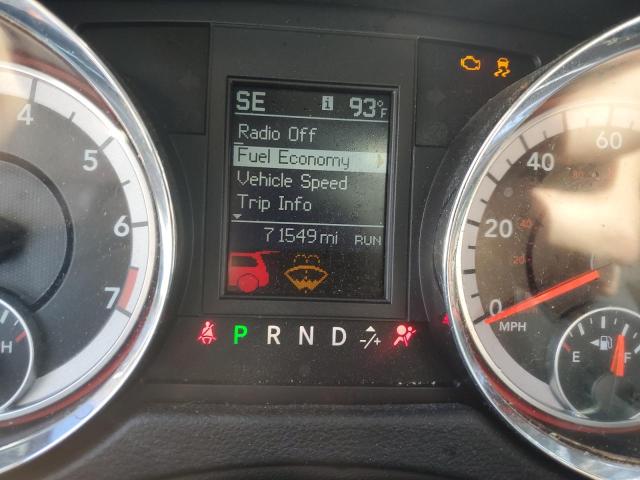 SE i 93°F
Radio Off
Fuel Economy
Vehicle Speed
Trip Info
71549 mi RUN
P R N D -/+
4
5
6
7
H
0
20
40
60
20
MPH
E F